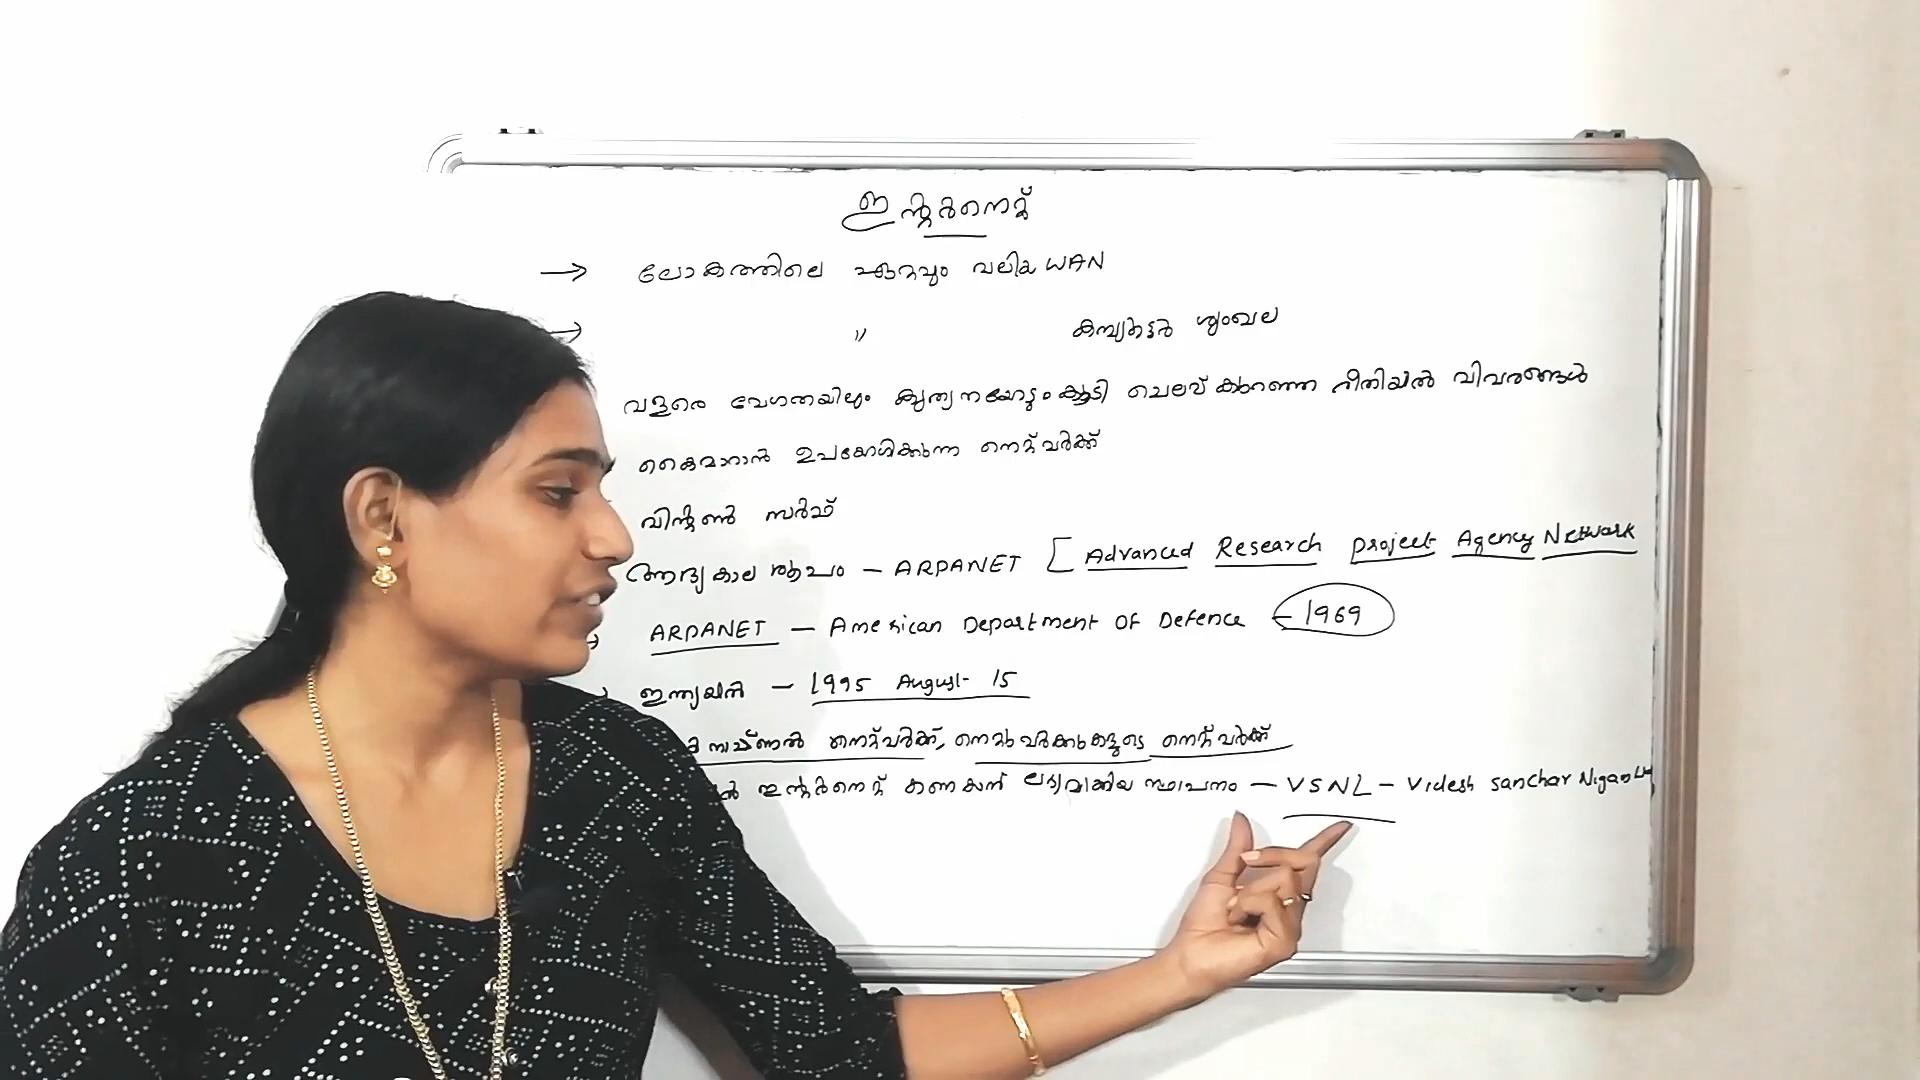 ഇന്റർനെറ്റ്
→ ലോകത്തിലെ ഏറ്റവും വലിയ WAN
→ " കമ്പ്യൂട്ടർ ശൃംഖല
വളരെ വേഗതയിലും കൃത്യതയോടും കൂടി ചെലവ് കുറഞ്ഞ രീതിയിൽ വിവരങ്ങൾ
കൈമാറാൻ ഉപയോഗിക്കുന്ന നെറ്റ് വർക്ക്
വിന്റൺ സർഫ്
ആദ്യകാല രൂപം - ARPANET [Advanced Research Project Agency Network
ARPANET - American Department Of Defence - 1969
ഇന്ത്യയിൽ - 1995 August 15
നെറ്റ് വർക്ക്, നെറ്റ് വർക്കുകളുടെ നെറ്റ് വർക്ക്
ഇന്റർനെറ്റ് കണക്ഷൻ ലഭ്യമാക്കിയ സ്ഥാപനം - VSNL - Videsh Sanchar Nigam Ltd